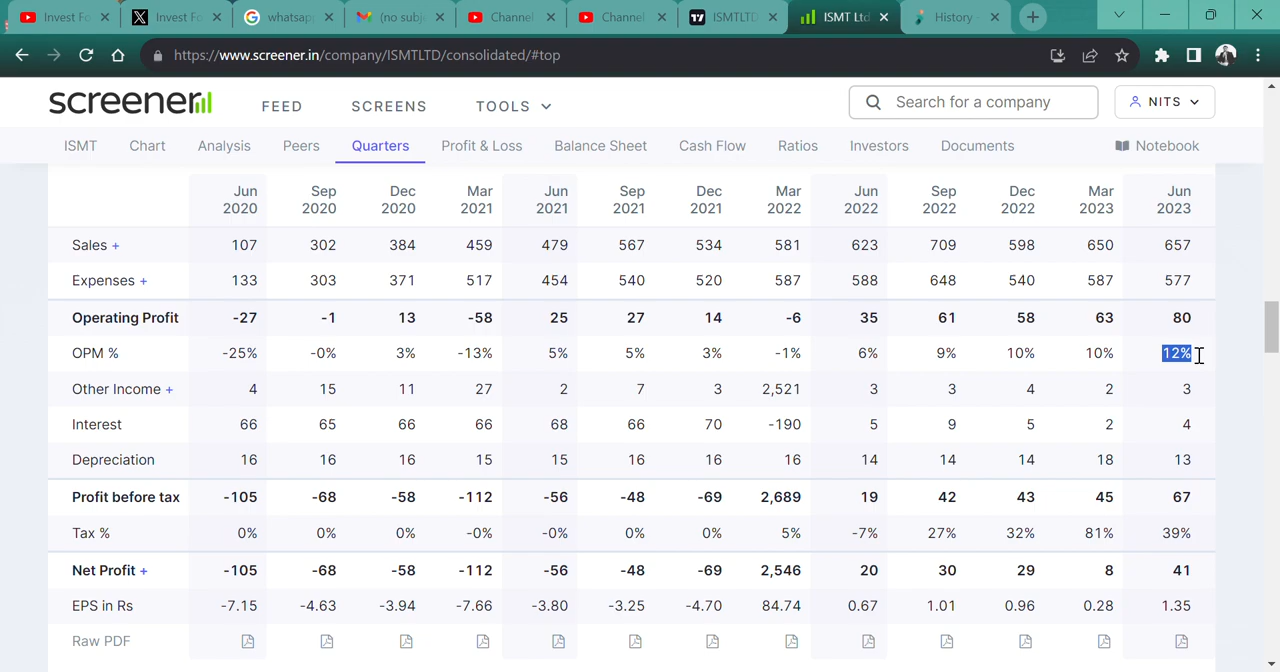 Invest Fo
Invest Fo
whatsap
(no subj
Channel
Channel
ISMTLTD
ISMT Ltd
History
https://www.screener.in/company/ISMTLTD/consolidated/#top
screener
FEED SCREENS TOOLS
Search for a company
NITS
ISMT Chart Analysis Peers Quarters Profit & Loss Balance Sheet Cash Flow Ratios Investors Documents Notebook
Jun Sep Dec Mar Jun Sep Dec Mar Jun Sep Dec Mar Jun
2020 2020 2020 2021 2021 2021 2021 2022 2022 2022 2022 2023 2023
Sales + 107 302 384 459 479 567 534 581 623 709 598 650 657
Expenses + 133 303 371 517 454 540 520 587 588 648 540 587 577
Operating Profit -27 -1 13 -58 25 27 14 -6 35 61 58 63 80
OPM % -25% -0% 3% -13% 5% 5% 3% -1% 6% 9% 10% 10% 12%
Other Income + 4 15 11 27 2 7 3 2,521 3 3 4 2 3
Interest 66 65 66 66 68 66 70 -190 5 9 5 2 4
Depreciation 16 16 16 15 15 16 16 16 14 14 14 18 13
Profit before tax -105 -68 -58 -112 -56 -48 -69 2,689 19 42 43 45 67
Tax % 0% 0% 0% -0% -0% 0% 0% 5% -7% 27% 32% 81% 39%
Net Profit + -105 -68 -58 -112 -56 -48 -69 2,546 20 30 29 8 41
EPS in Rs -7.15 -4.63 -3.94 -7.66 -3.80 -3.25 -4.70 84.74 0.67 1.01 0.96 0.28 1.35
Raw PDF